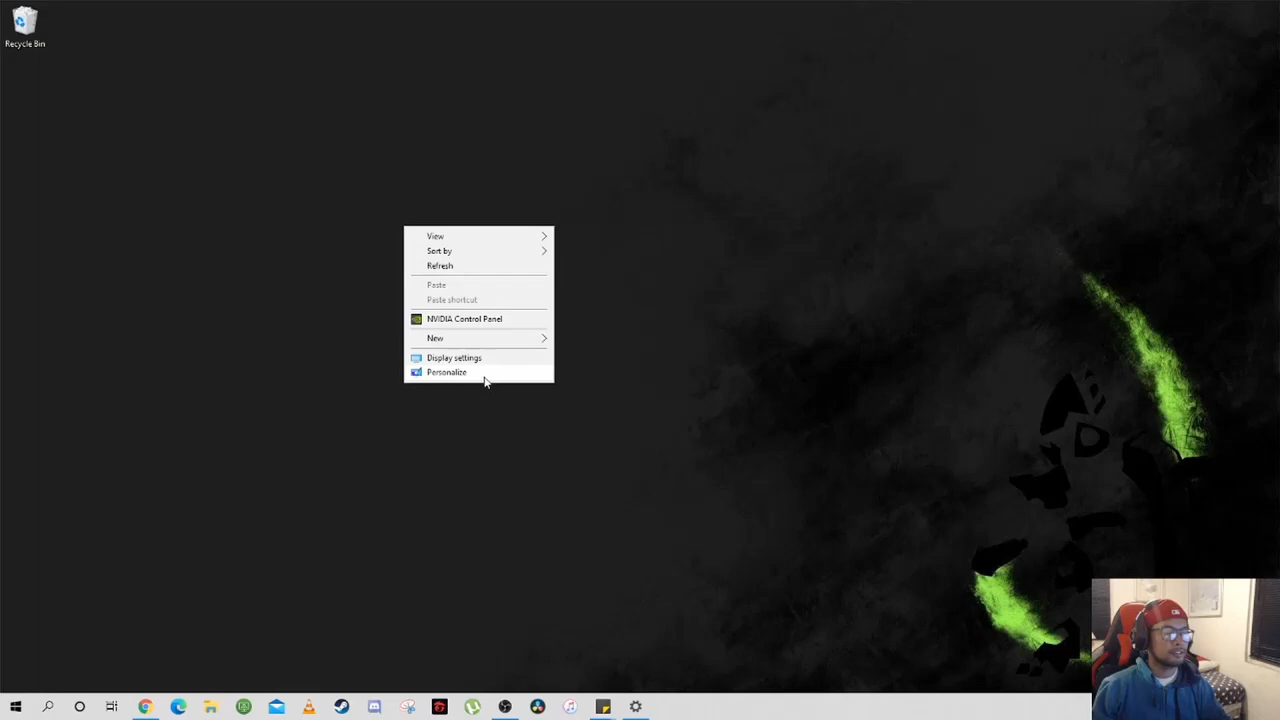 Recycle Bin
View
Sort by
Refresh
Paste
Paste shortcut
NVIDIA Control Panel
New
Display settings
Personalize